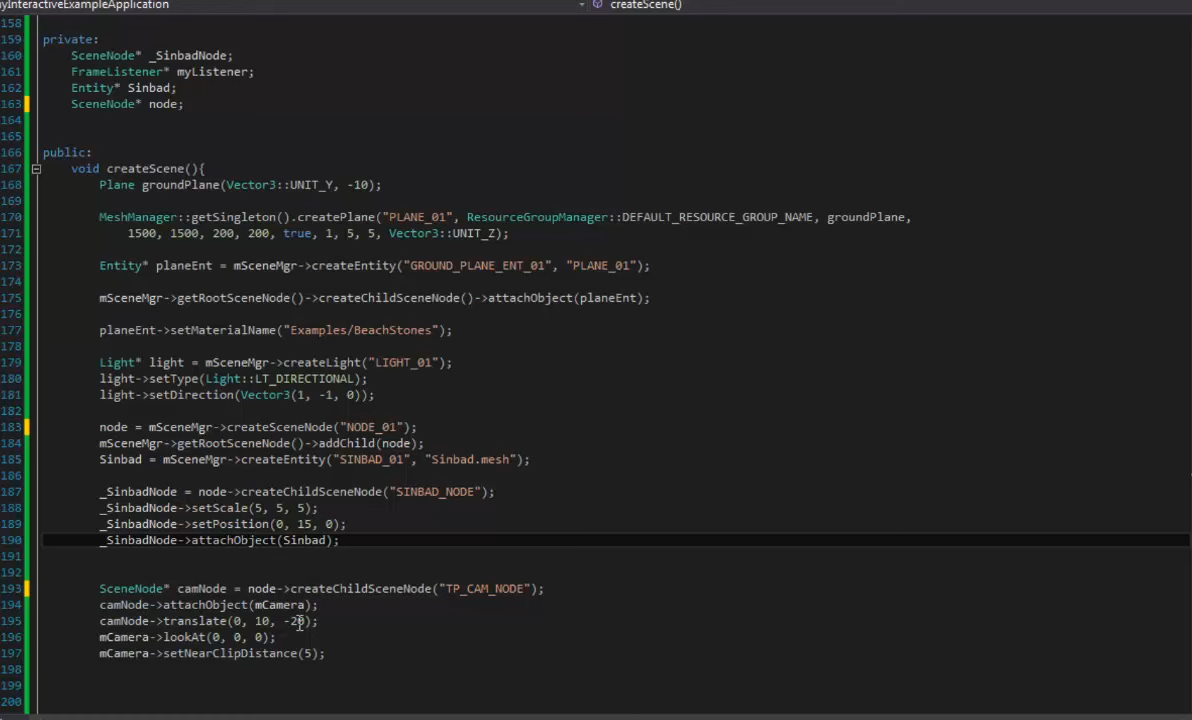 yInteractiveExampleApplication createScene()
158
159 private:
160 SceneNode* _SinbadNode;
161 FrameListener* myListener;
162 Entity* Sinbad;
163 SceneNode* node;
164
165
166 public:
167 void createScene(){
168 Plane groundPlane(Vector3::UNIT_Y, -10);
169
170 MeshManager::getSingleton().createPlane("PLANE_01", ResourceGroupManager::DEFAULT_RESOURCE_GROUP_NAME, groundPlane,
171 1500, 1500, 200, 200, true, 1, 5, 5, Vector3::UNIT_Z);
172
173 Entity* planeEnt = mSceneMgr->createEntity("GROUND_PLANE_ENT_01", "PLANE_01");
174
175 mSceneMgr->getRootSceneNode()->createChildSceneNode()->attachObject(planeEnt);
176
177 planeEnt->setMaterialName("Examples/BeachStones");
178
179 Light* light = mSceneMgr->createLight("LIGHT_01");
180 light->setType(Light::LT_DIRECTIONAL);
181 light->setDirection(Vector3(1, -1, 0));
182
183 node = mSceneMgr->createSceneNode("NODE_01");
184 mSceneMgr->getRootSceneNode()->addChild(node);
185 Sinbad = mSceneMgr->createEntity("SINBAD_01", "Sinbad.mesh");
186
187 _SinbadNode = node->createChildSceneNode("SINBAD_NODE");
188 _SinbadNode->setScale(5, 5, 5);
189 _SinbadNode->setPosition(0, 15, 0);
190 _SinbadNode->attachObject(Sinbad);
191
192
193 SceneNode* camNode = node->createChildSceneNode("TP_CAM_NODE");
194 camNode->attachObject(mCamera);
195 camNode->translate(0, 10, -20);
196 mCamera->lookAt(0, 0, 0);
197 mCamera->setNearClipDistance(5);
198
199
200